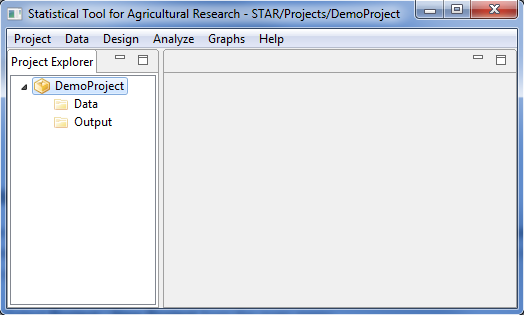 Statistical Tool for Agricultural Research - STAR/Projects/DemoProject
Project Data Design Analyze Graphs Help
Project Explorer
DemoProject
Data
Output